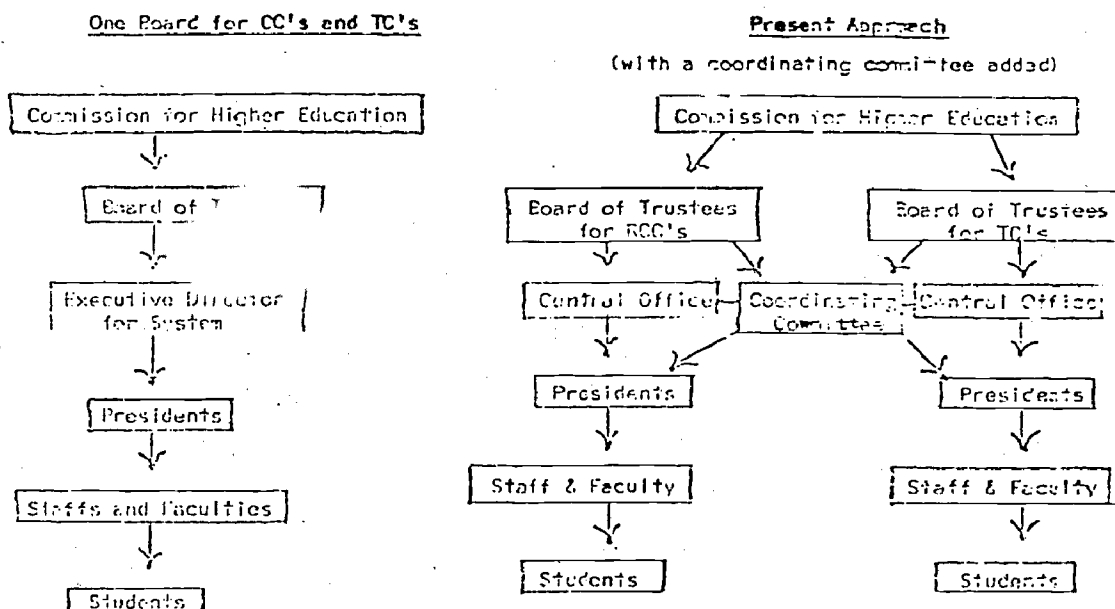 One Board for CC's and TC's
Commission for Higher Education
Board of
Executive Director
for System
Presidents
Staffs and Faculties
Students
Present Approach
(with a coordinating committee added)
Commission for Higher Education
Board of Trustees
for RCC's
Board of Trustees
for TC's
Central Office
Coordinating
Committee
Central Office
Presidents
Presidents
Staff & Faculty
Staff & Faculty
Students
Students